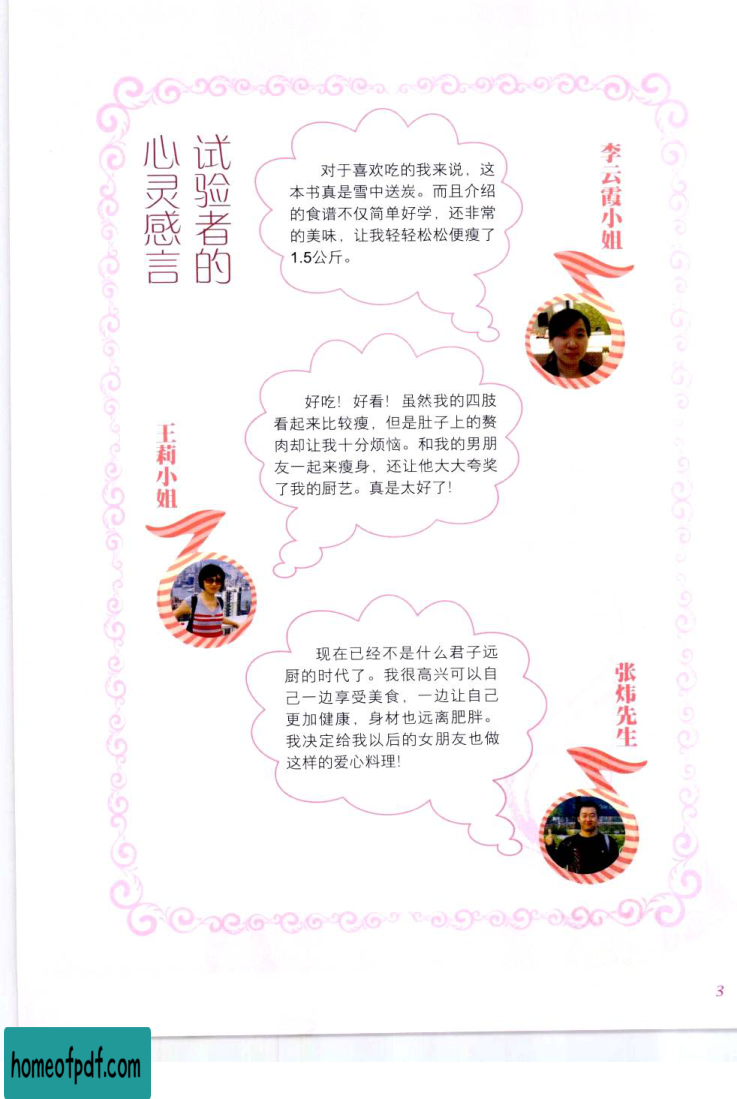 试验者的
心灵感言
对于喜欢吃的我来说，这
本书真是雪中送炭。而且介绍
的食谱不仅简单好学，还非常
的美味，让我轻轻松松便瘦了
1.5公斤。
李云霞小姐
好吃！好看！虽然我的四肢
看起来比较瘦，但是肚子上的赘
肉却让我十分烦恼。和我的男朋
友一起来瘦身，还让他大大夸奖
了我的厨艺。真是太好了！
王莉小姐
现在已经不是什么君子远
厨的时代了。我很高兴可以自
己一边享受美食，一边让自己
更加健康，身材也远离肥胖。
我决定给我以后的女朋友也做
这样的爱心料理！
张炜先生
3
homeofpdf.com